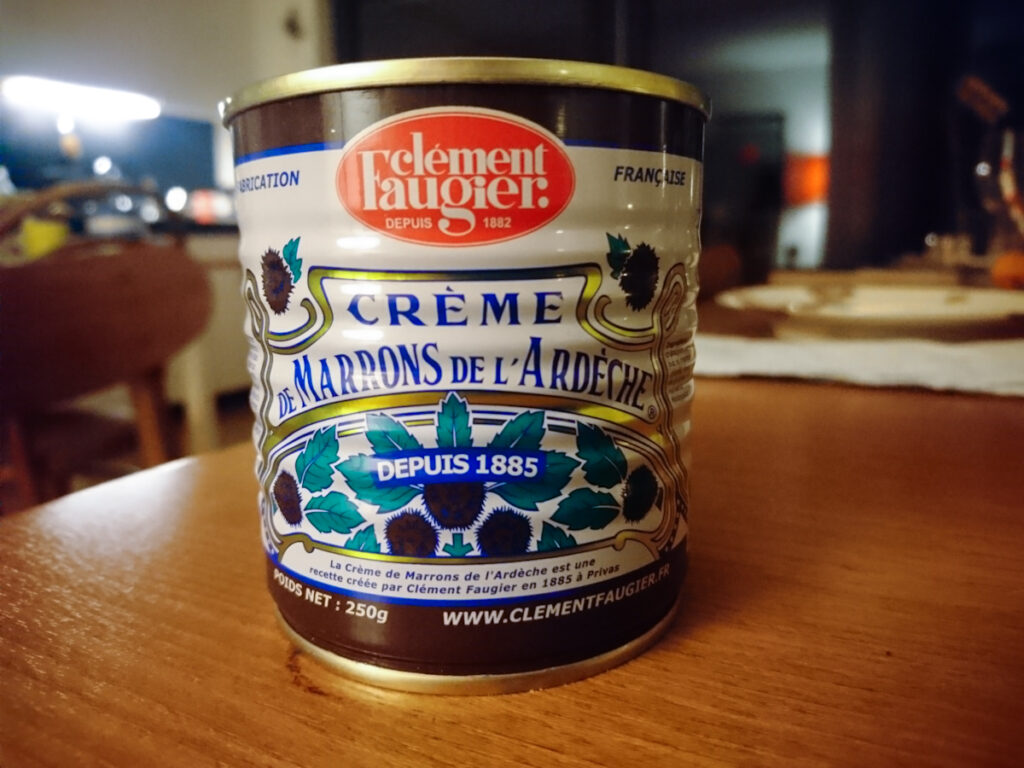 clément
Faugier.
DEPUIS 1882
FABRICATION FRANÇAISE
CRÈME
DE MARRONS DE L'ARDÈCHE®
DEPUIS 1885
La Crème de Marrons de l'Ardèche est une
recette créée par Clément Faugier en 1885 à Privas
POIDS NET : 250g
WWW.CLEMENTFAUGIER.FR